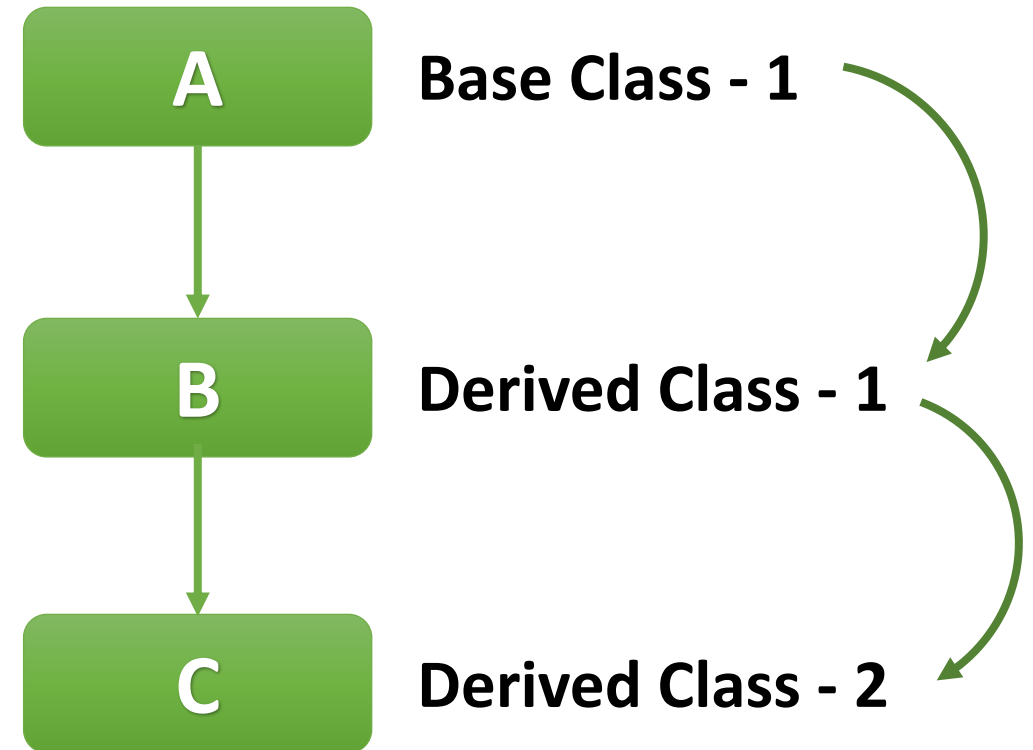 A
Base Class - 1
B
Derived Class - 1
C
Derived Class - 2